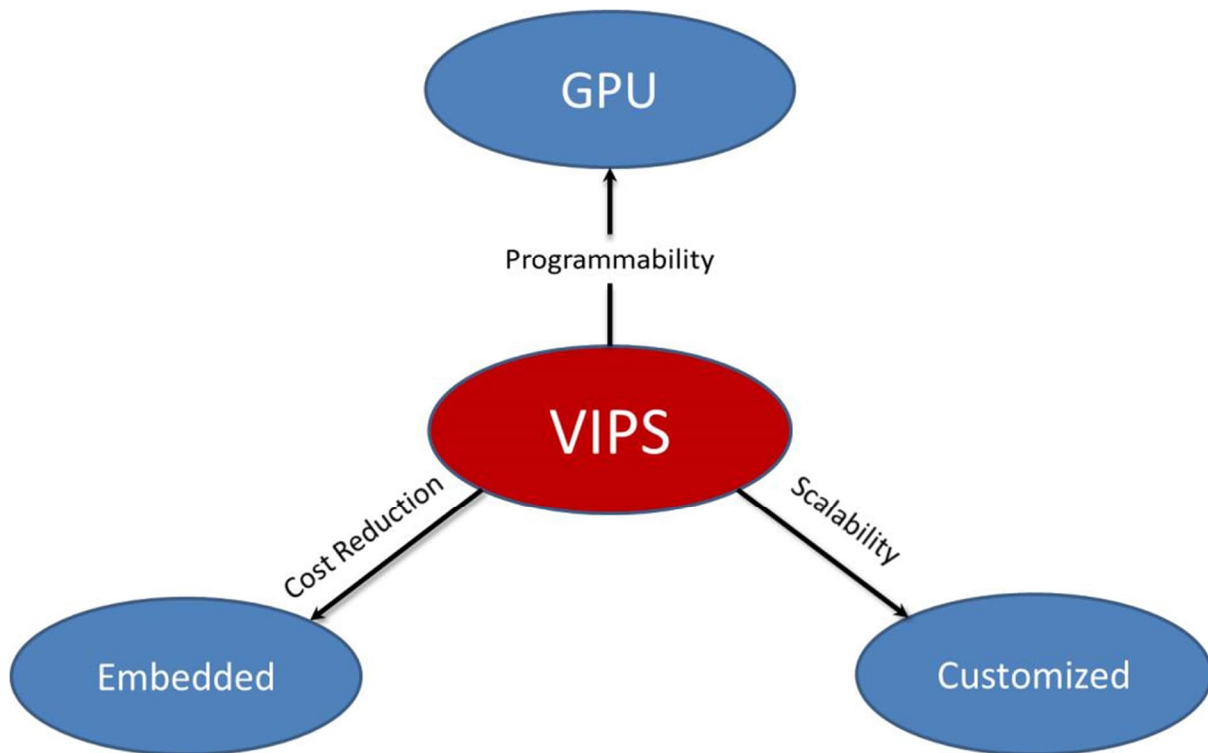 GPU
Programmability
VIPS
Cost Reduction
Scalability
Embedded
Customized